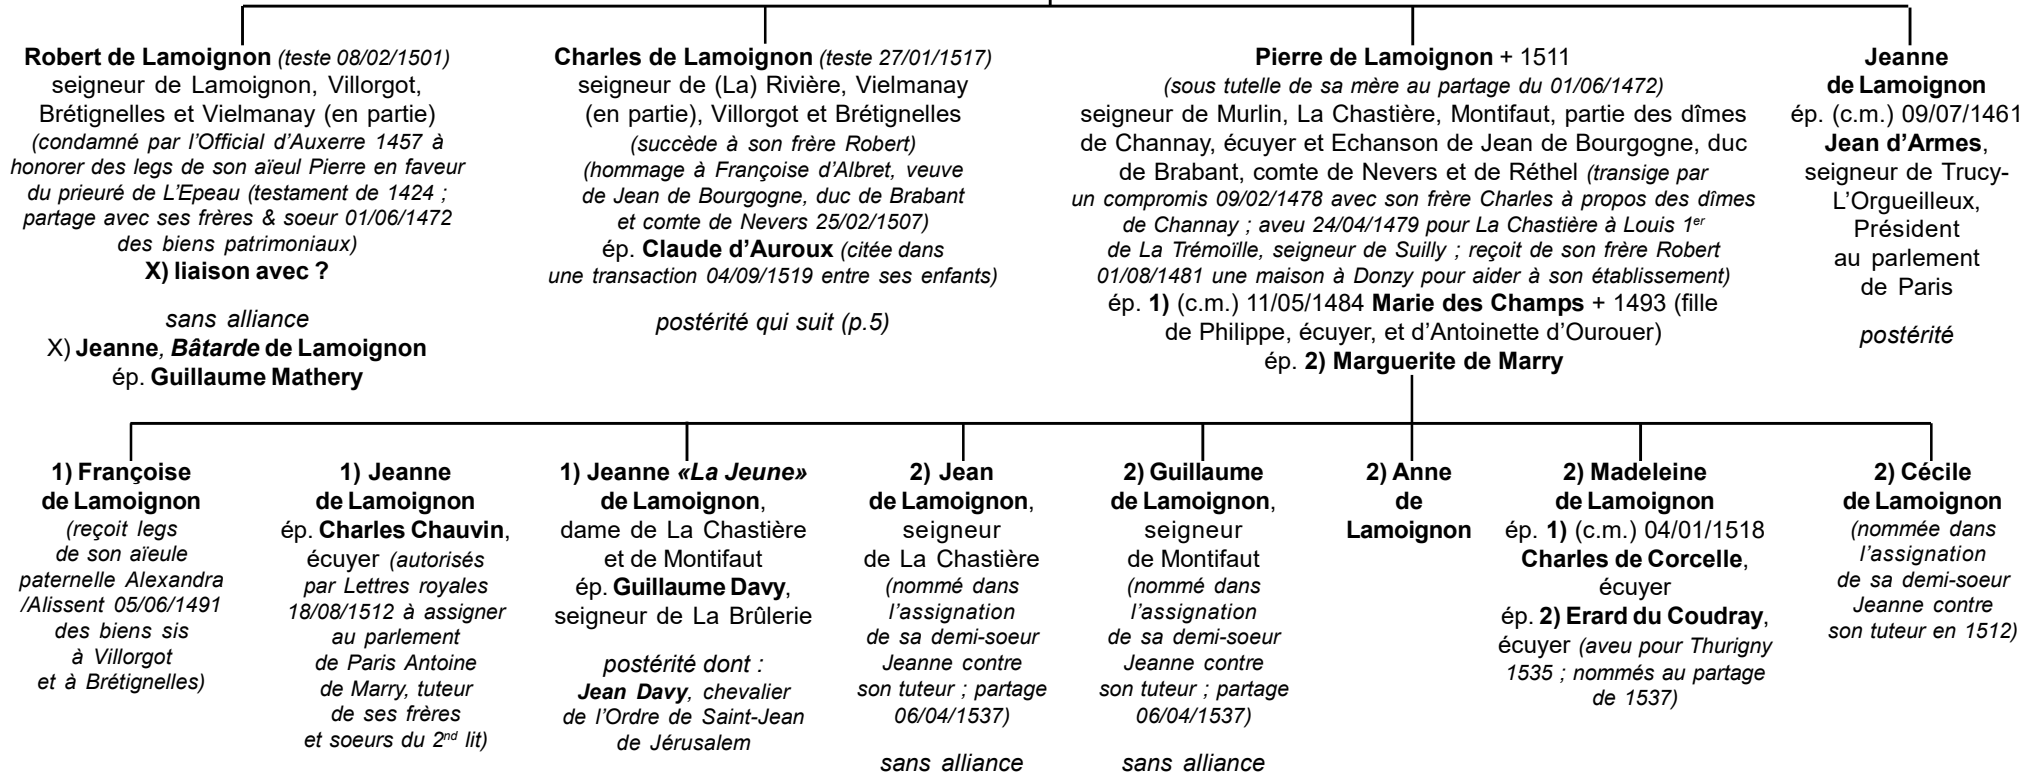 Robert de Lamoignon (teste 08/02/1501)
seigneur de Lamoignon, Villorgot,
Brétignelles et Vielmanay (en partie)
(condamné par l'Official d'Auxerre 1457 à
honorer des legs de son aïeul Pierre en faveur
du prieuré de L'Epeau (testament de 1424 ;
partage avec ses frères & soeur 01/06/1472
des biens patrimoniaux)
X) liaison avec ?
sans alliance
X) Jeanne, Bâtarde de Lamoignon
ép. Guillaume Mathery
Charles de Lamoignon (teste 27/01/1517)
seigneur de (La) Rivière, Vielmanay
(en partie), Villorgot et Brétignelles
(succède à son frère Robert)
(hommage à Françoise d'Albret, veuve
de Jean de Bourgogne, duc de Brabant
et comte de Nevers 25/02/1507)
ép. Claude d'Auroux (citée dans
une transaction 04/09/1519 entre ses enfants)
postérité qui suit (p.5)
Pierre de Lamoignon + 1511
(sous tutelle de sa mère au partage du 01/06/1472)
seigneur de Murlin, La Chastière, Montifaut, partie des dîmes
de Channay, écuyer et Echanson de Jean de Bourgogne, duc
de Brabant, comte de Nevers et de Réthel (transige par
un compromis 09/02/1478 avec son frère Charles à propos des dîmes
de Channay ; aveu 24/04/1479 pour La Chastière à Louis 1er
de La Trémoïlle, seigneur de Suilly ; reçoit de son frère Robert
01/08/1481 une maison à Donzy pour aider à son établissement)
ép. 1) (c.m.) 11/05/1484 Marie des Champs + 1493 (fille
de Philippe, écuyer, et d'Antoinette d'Ourouer)
ép. 2) Marguerite de Marry
Jeanne
de Lamoignon
ép. (c.m.) 09/07/1461
Jean d'Armes,
seigneur de Trucy-
L'Orgueilleux,
Président
au parlement
de Paris
postérité
1) Françoise
de Lamoignon
(reçoit legs
de son aïeule
paternelle Alexandra
/Alissent 05/06/1491
des biens sis
à Villorgot
et à Brétignelles)
1) Jeanne
de Lamoignon
ép. Charles Chauvin,
écuyer (autorisés
par Lettres royales
18/08/1512 à assigner
au parlement
de Paris Antoine
de Marry, tuteur
de ses frères
et soeurs du 2nd lit)
1) Jeanne «La Jeune»
de Lamoignon,
dame de La Chastière
et de Montifaut
ép. Guillaume Davy,
seigneur de La Brûlerie
postérité dont :
Jean Davy, chevalier
de l'Ordre de Saint-Jean
de Jérusalem
2) Jean
de Lamoignon,
seigneur
de La Chastière
(nommé dans
l'assignation
de sa demi-soeur
Jeanne contre
son tuteur ; partage
06/04/1537)
sans alliance
2) Guillaume
de Lamoignon,
seigneur
de Montifaut
(nommé dans
l'assignation
de sa demi-soeur
Jeanne contre
son tuteur ; partage
06/04/1537)
sans alliance
2) Anne
de
Lamoignon
2) Madeleine
de Lamoignon
ép. 1) (c.m.) 04/01/1518
Charles de Corcelle,
écuyer
ép. 2) Erard du Coudray,
écuyer (aveu pour Thurigny
1535 ; nommés au partage
de 1537)
2) Cécile
de Lamoignon
(nommée dans
l'assignation
de sa demi-soeur
Jeanne contre
son tuteur en 1512)